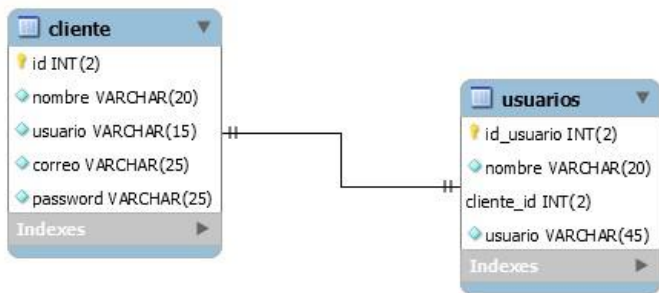 cliente
id INT(2)
nombre VARCHAR(20)
usuario VARCHAR(15)
correo VARCHAR(25)
password VARCHAR(25)
Indexes
usuarios
id_usuario INT(2)
nombre VARCHAR(20)
cliente_id INT(2)
usuario VARCHAR(45)
Indexes